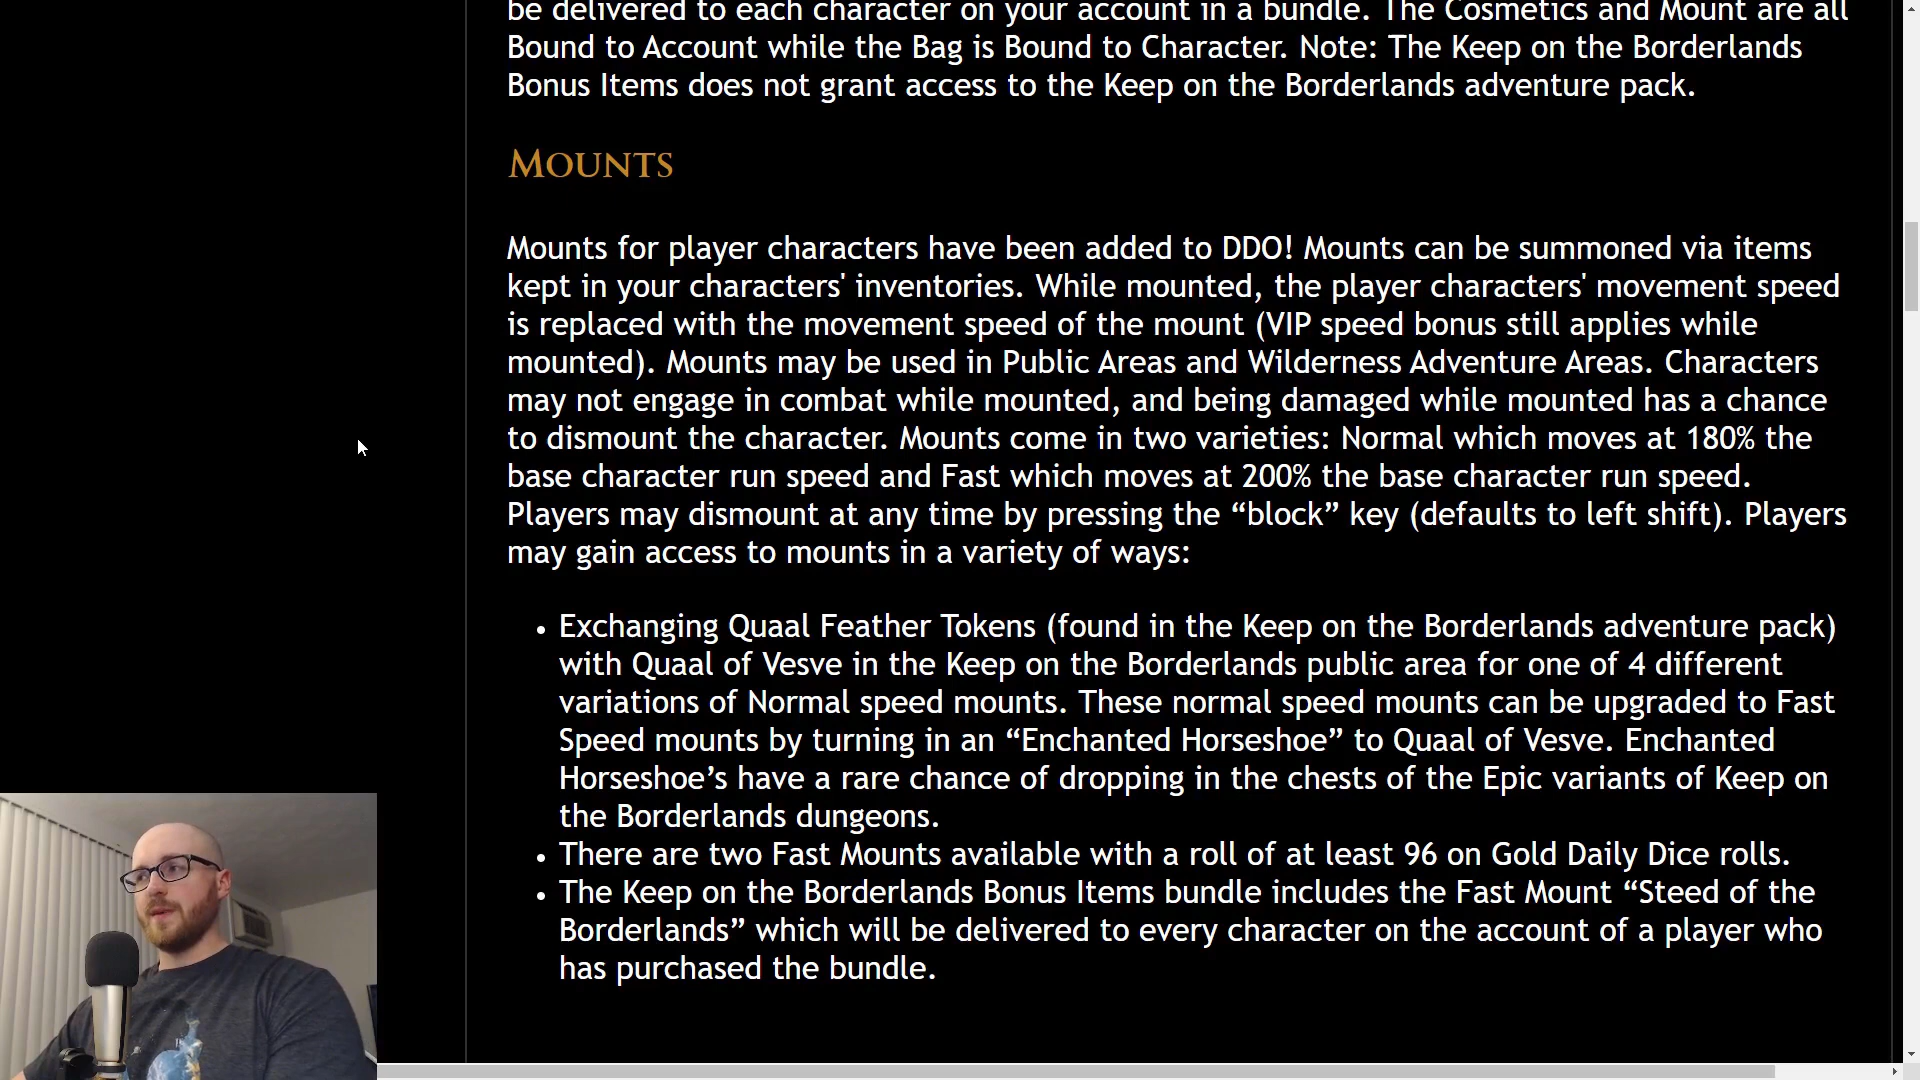 be delivered to each character on your account in a bundle. The Cosmetics and Mount are all
Bound to Account while the Bag is Bound to Character. Note: The Keep on the Borderlands
Bonus Items does not grant access to the Keep on the Borderlands adventure pack.
MOUNTS
Mounts for player characters have been added to DDO! Mounts can be summoned via items
kept in your characters' inventories. While mounted, the player characters' movement speed
is replaced with the movement speed of the mount (VIP speed bonus still applies while
mounted). Mounts may be used in Public Areas and Wilderness Adventure Areas. Characters
may not engage in combat while mounted, and being damaged while mounted has a chance
to dismount the character. Mounts come in two varieties: Normal which moves at 180% the
base character run speed and Fast which moves at 200% the base character run speed.
Players may dismount at any time by pressing the “block” key (defaults to left shift). Players
may gain access to mounts in a variety of ways:
• Exchanging Quaal Feather Tokens (found in the Keep on the Borderlands adventure pack)
with Quaal of Vesve in the Keep on the Borderlands public area for one of 4 different
variations of Normal speed mounts. These normal speed mounts can be upgraded to Fast
Speed mounts by turning in an “Enchanted Horseshoe” to Quaal of Vesve. Enchanted
Horseshoe’s have a rare chance of dropping in the chests of the Epic variants of Keep on
the Borderlands dungeons.
• There are two Fast Mounts available with a roll of at least 96 on Gold Daily Dice rolls.
• The Keep on the Borderlands Bonus Items bundle includes the Fast Mount “Steed of the
Borderlands” which will be delivered to every character on the account of a player who
has purchased the bundle.